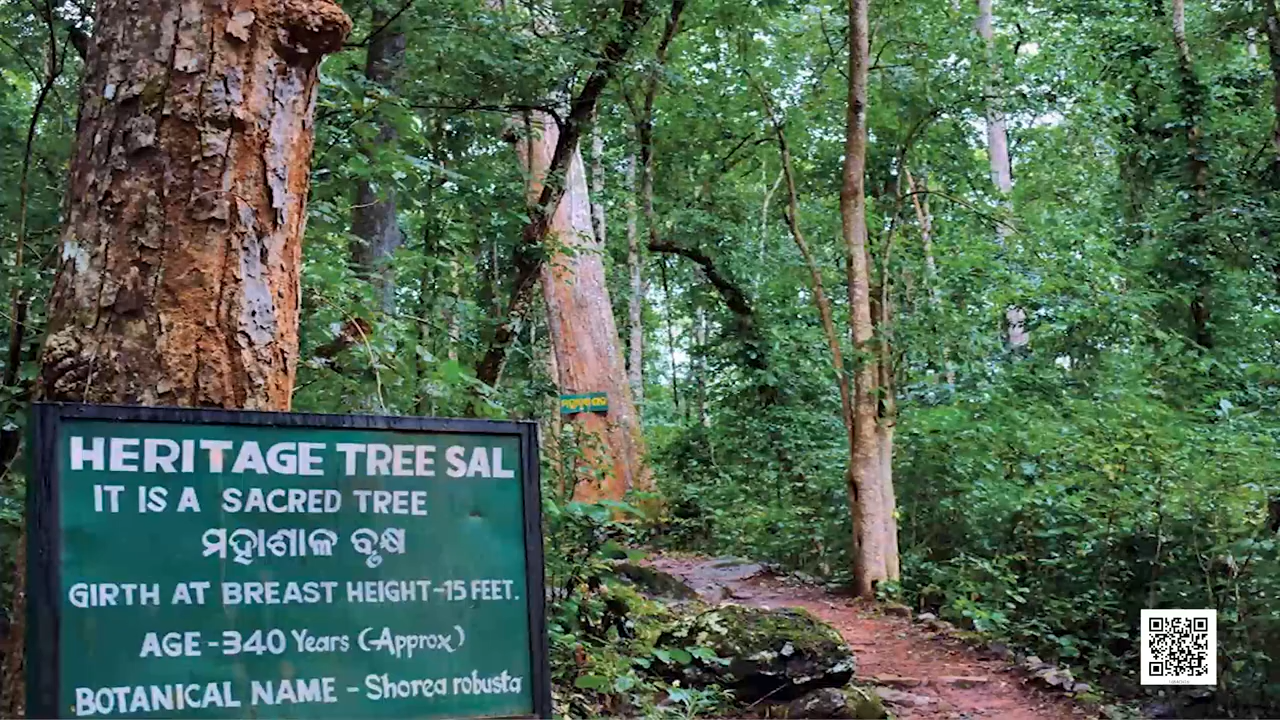 HERITAGE TREE SAL
IT IS A SACRED TREE
ମହାଶାଳ ବୃକ୍ଷ
GIRTH AT BREAST HEIGHT-15 FEET.
AGE-340 Years (-Approx)
BOTANICAL NAME - Shorea robusta